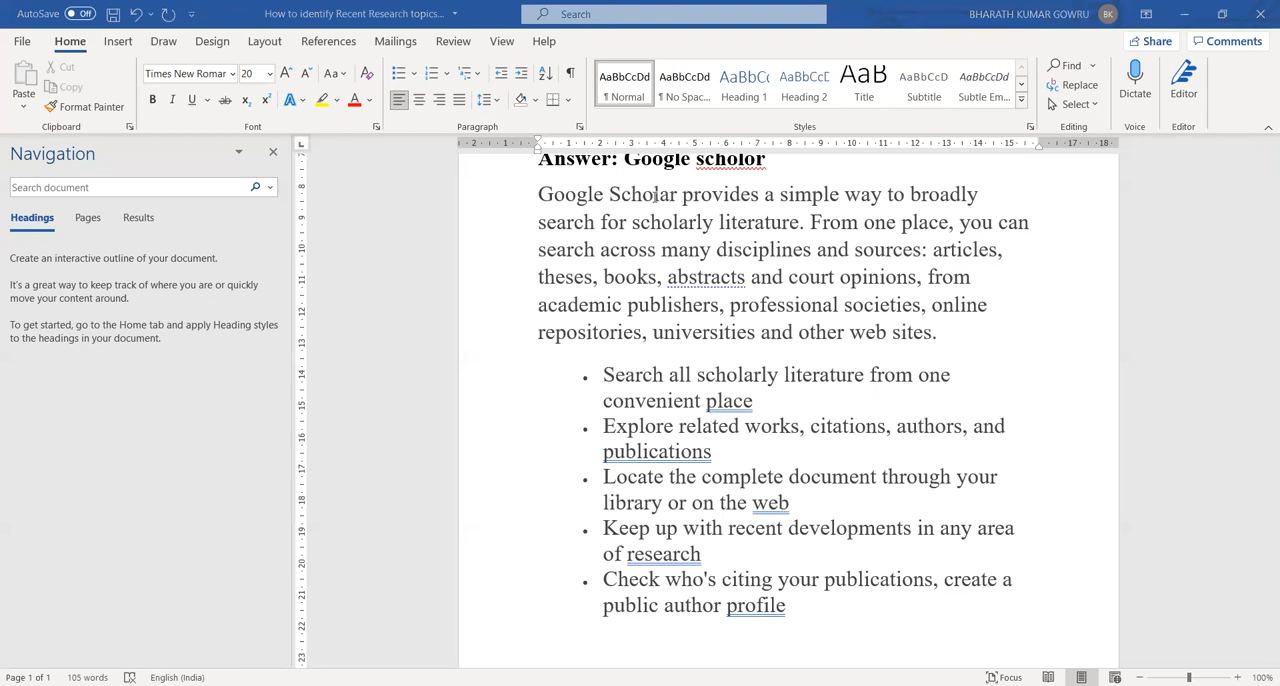 AutoSave Off How to identify Recent Research topics... Search BHARATH KUMAR GOWRU BK
File Home Insert Draw Design Layout References Mailings Review View Help Share Comments
Paste Cut Copy Format Painter Clipboard
Times New Roman 20 Aa B I U ab x₂ x² A A Font
Paragraph
AaBbCcDd AaBbCcDd AaBbCc AaBbCcD AaB AaBbCcD AaBbCcDd
¶ Normal ¶ No Spac... Heading 1 Heading 2 Title Subtitle Subtle Em...
Styles
Find Replace Select Editing
Dictate Voice
Editor Editor
Navigation
Search document
Headings Pages Results
Create an interactive outline of your document.
It's a great way to keep track of where you are or quickly
move your content around.
To get started, go to the Home tab and apply Heading styles
to the headings in your document.
Answer: Google scholor
Google Scholar provides a simple way to broadly
search for scholarly literature. From one place, you can
search across many disciplines and sources: articles,
theses, books, abstracts and court opinions, from
academic publishers, professional societies, online
repositories, universities and other web sites.
• Search all scholarly literature from one
convenient place
• Explore related works, citations, authors, and
publications
• Locate the complete document through your
library or on the web
• Keep up with recent developments in any area
of research
• Check who's citing your publications, create a
public author profile
Page 1 of 1 105 words English (India) Focus 100%